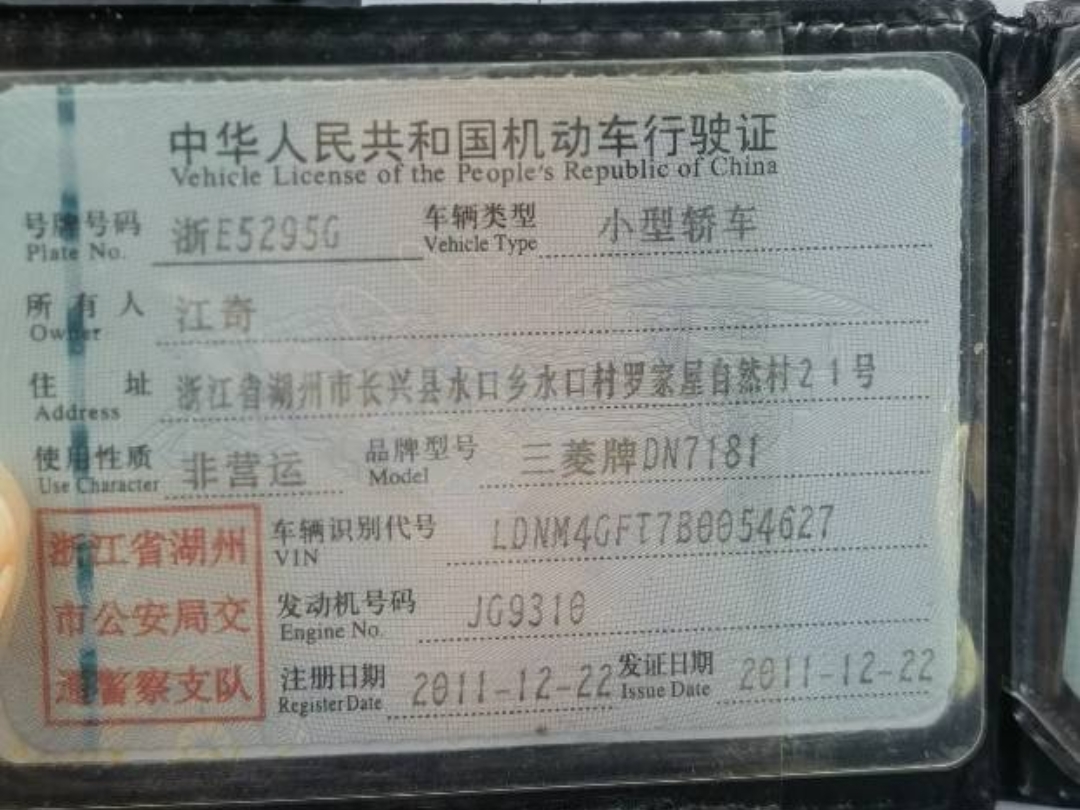 中华人民共和国机动车行驶证
Vehicle License of the People's Republic of China
号牌号码 浙E5295G 车辆类型 小型轿车
Plate No. Vehicle Type
所有人 江奇
Owner
住址 浙江省湖州市长兴县水口乡水口村罗家屋自然村21号
Address
使用性质 非营运 品牌型号 三菱牌DN7181
Use Character Model
浙江省湖州 车辆识别代号 LDNM4GFT7B0054627
VIN
市公安局交 发动机号码 JG9310
Engine No.
通警察支队 注册日期 2011-12-22 发证日期 2011-12-22
Register Date Issue Date